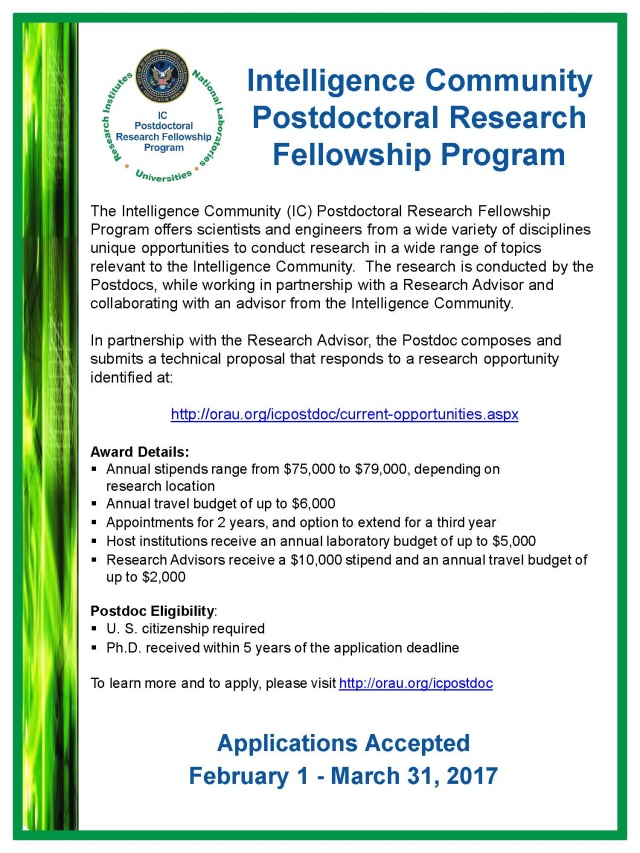 Research Institutes
National Laboratories
Universities
IC
Postdoctoral
Research Fellowship
Program
Intelligence Community
Postdoctoral Research
Fellowship Program
The Intelligence Community (IC) Postdoctoral Research Fellowship
Program offers scientists and engineers from a wide variety of disciplines
unique opportunities to conduct research in a wide range of topics
relevant to the Intelligence Community.  The research is conducted by the
Postdocs, while working in partnership with a Research Advisor and
collaborating with an advisor from the Intelligence Community.
In partnership with the Research Advisor, the Postdoc composes and
submits a technical proposal that responds to a research opportunity
identified at:
http://orau.org/icpostdoc/current-opportunities.aspx
Award Details:
▪ Annual stipends range from $75,000 to $79,000, depending on
research location
▪ Annual travel budget of up to $6,000
▪ Appointments for 2 years, and option to extend for a third year
▪ Host institutions receive an annual laboratory budget of up to $5,000
▪ Research Advisors receive a $10,000 stipend and an annual travel budget of
up to $2,000
Postdoc Eligibility:
▪ U. S. citizenship required
▪ Ph.D. received within 5 years of the application deadline
To learn more and to apply, please visit http://orau.org/icpostdoc
Applications Accepted
February 1 - March 31, 2017